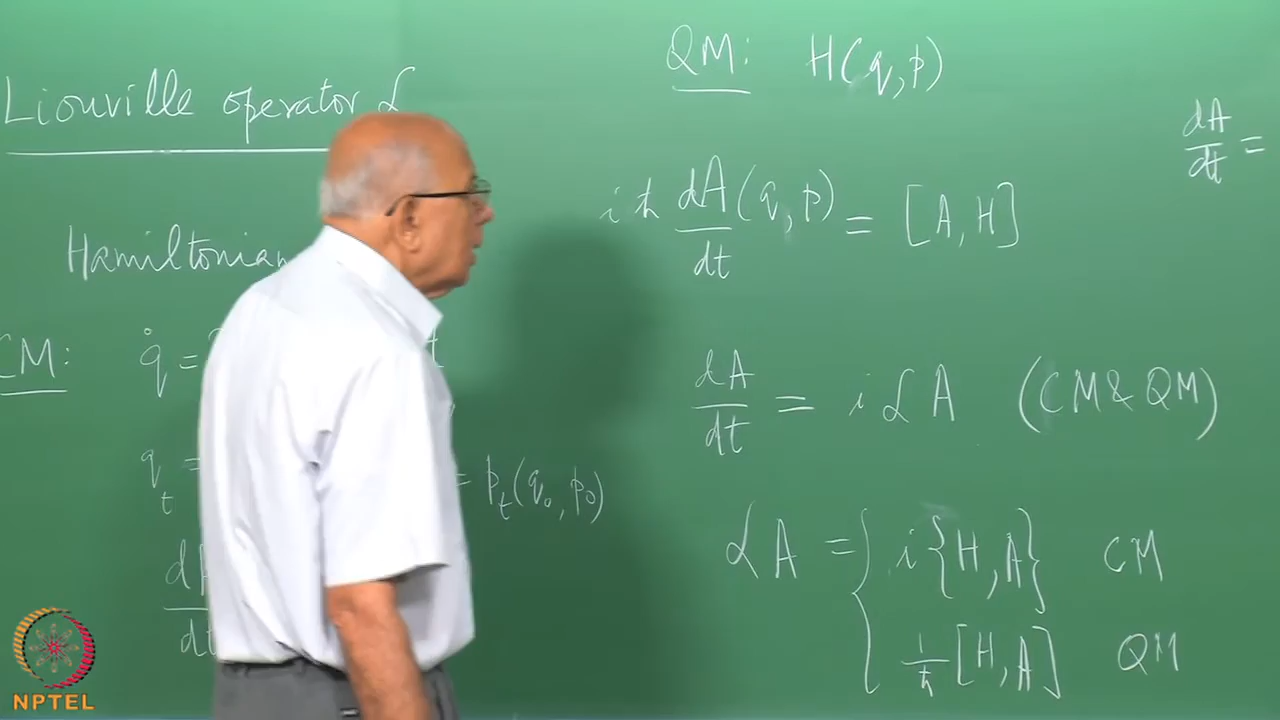 Liouville operator ℒ
Hamiltonian
CM: q̇ =
q_t = = p_t(q₀, p₀)
d
dt
QM: H(q,p)
iħ dA/dt (q,p) = [A,H]
dA/dt = iℒA (CM & QM)
ℒA = { i{H,A} CM
1/ħ [H,A] QM
dA/dt =
NPTEL